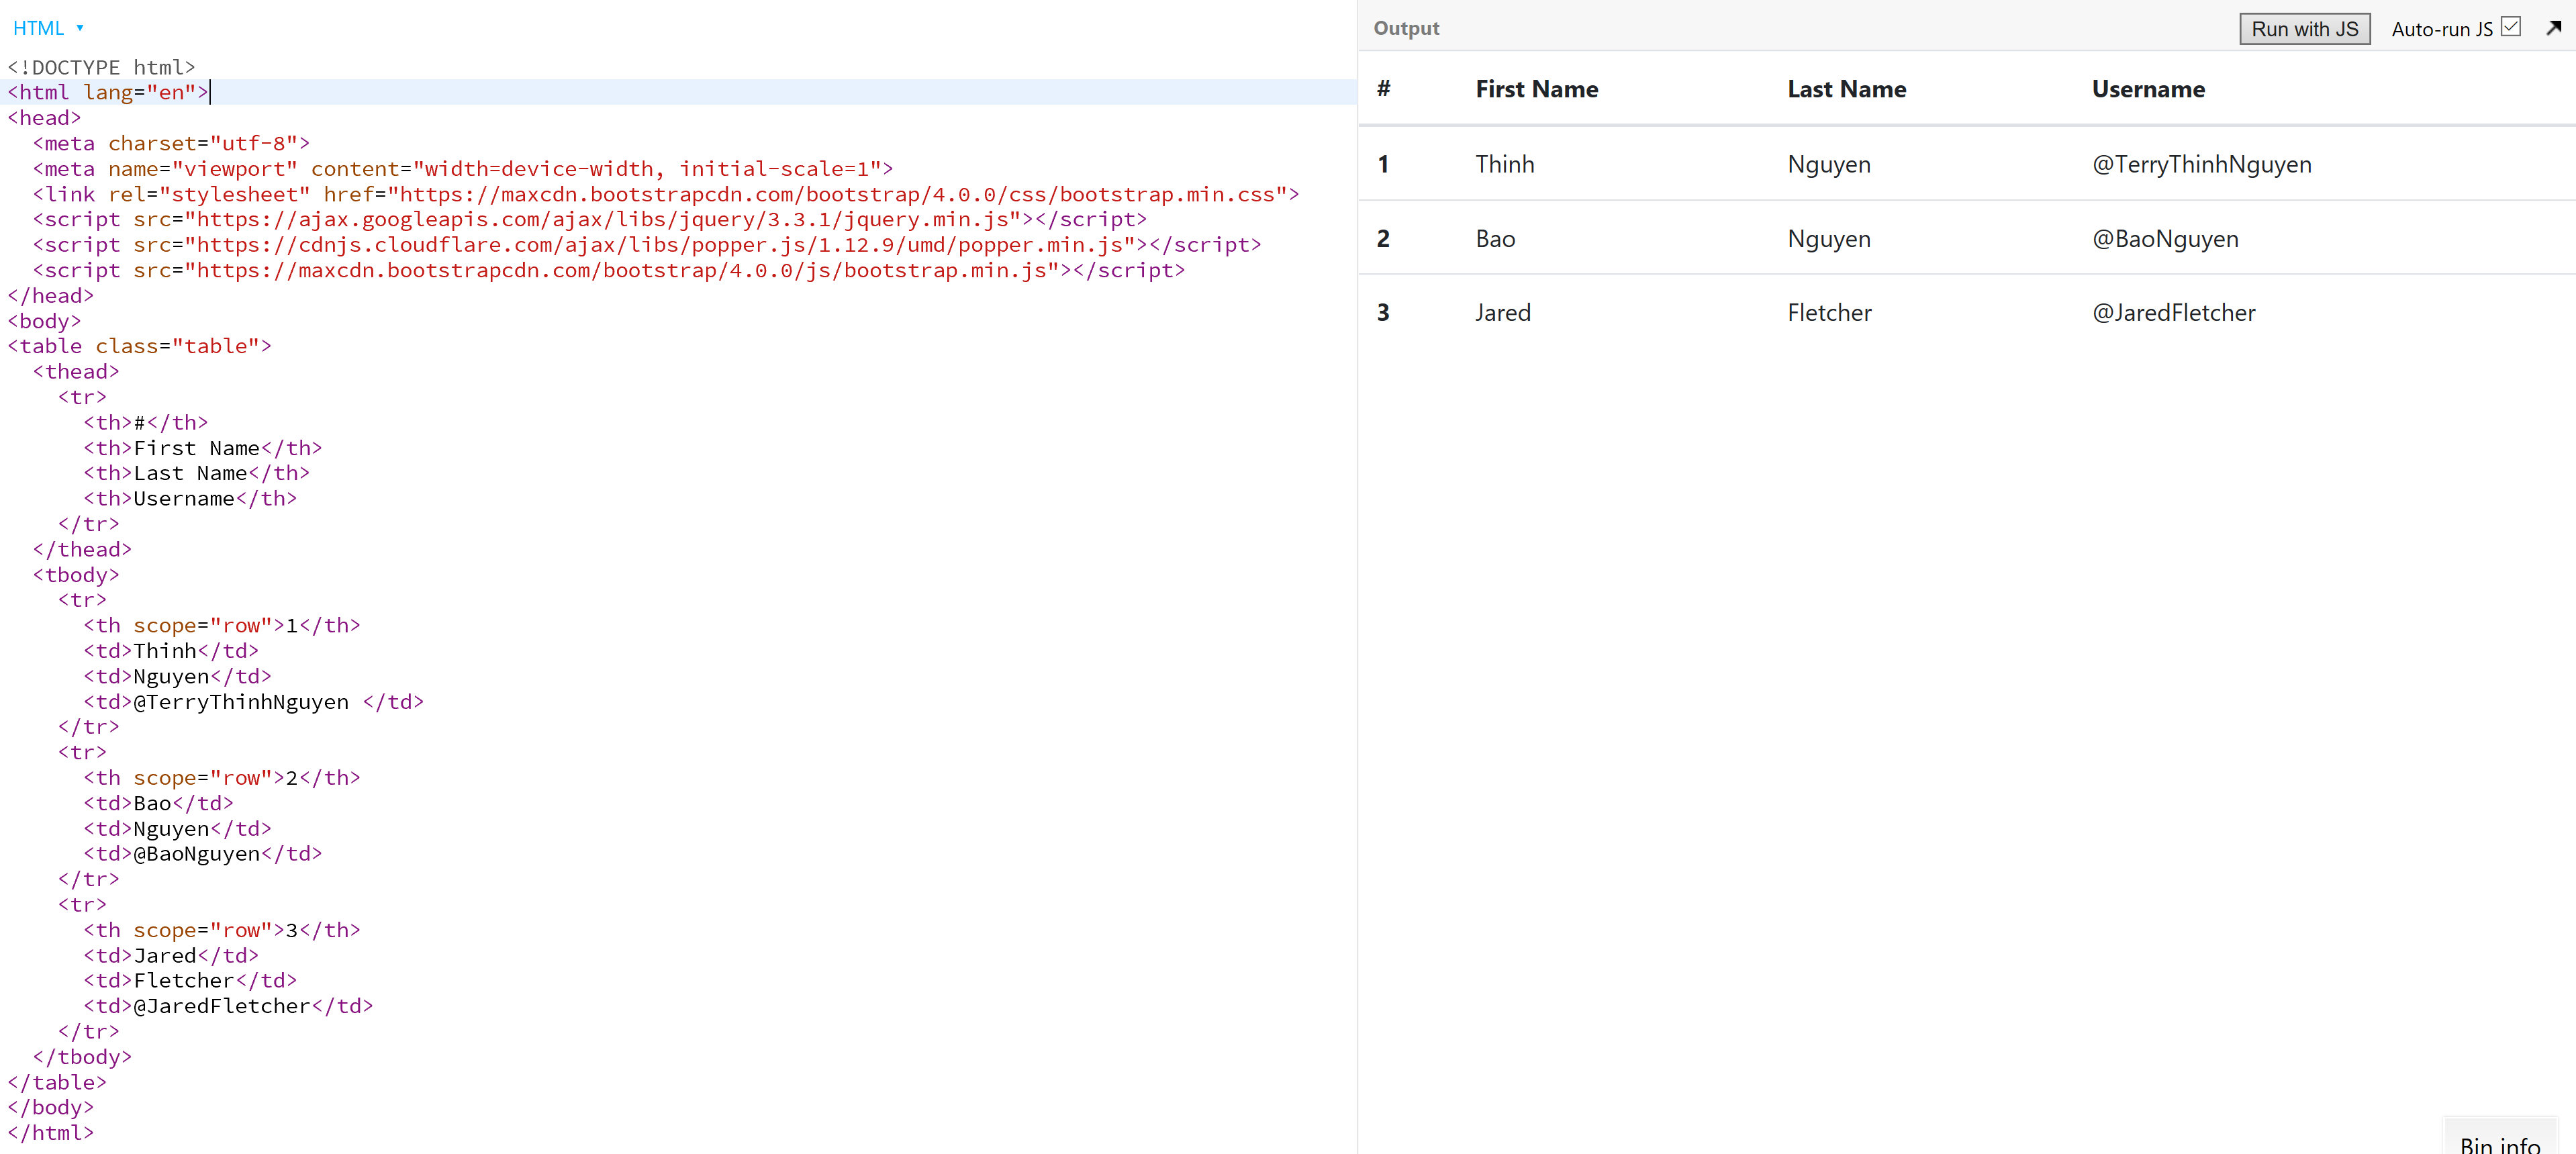 HTML
<!DOCTYPE html>
<html lang="en">
<head>
  <meta charset="utf-8">
  <meta name="viewport" content="width=device-width, initial-scale=1">
  <link rel="stylesheet" href="https://maxcdn.bootstrapcdn.com/bootstrap/4.0.0/css/bootstrap.min.css">
  <script src="https://ajax.googleapis.com/ajax/libs/jquery/3.3.1/jquery.min.js"></script>
  <script src="https://cdnjs.cloudflare.com/ajax/libs/popper.js/1.12.9/umd/popper.min.js"></script>
  <script src="https://maxcdn.bootstrapcdn.com/bootstrap/4.0.0/js/bootstrap.min.js"></script>
</head>
<body>
<table class="table">
  <thead>
    <tr>
      <th>#</th>
      <th>First Name</th>
      <th>Last Name</th>
      <th>Username</th>
    </tr>
  </thead>
  <tbody>
    <tr>
      <th scope="row">1</th>
      <td>Thinh</td>
      <td>Nguyen</td>
      <td>@TerryThinhNguyen </td>
    </tr>
    <tr>
      <th scope="row">2</th>
      <td>Bao</td>
      <td>Nguyen</td>
      <td>@BaoNguyen</td>
    </tr>
    <tr>
      <th scope="row">3</th>
      <td>Jared</td>
      <td>Fletcher</td>
      <td>@JaredFletcher</td>
    </tr>
  </tbody>
</table>
</body>
</html>
Output Run with JS Auto-run JS
# First Name Last Name Username
1 Thinh Nguyen @TerryThinhNguyen
2 Bao Nguyen @BaoNguyen
3 Jared Fletcher @JaredFletcher
Bin info